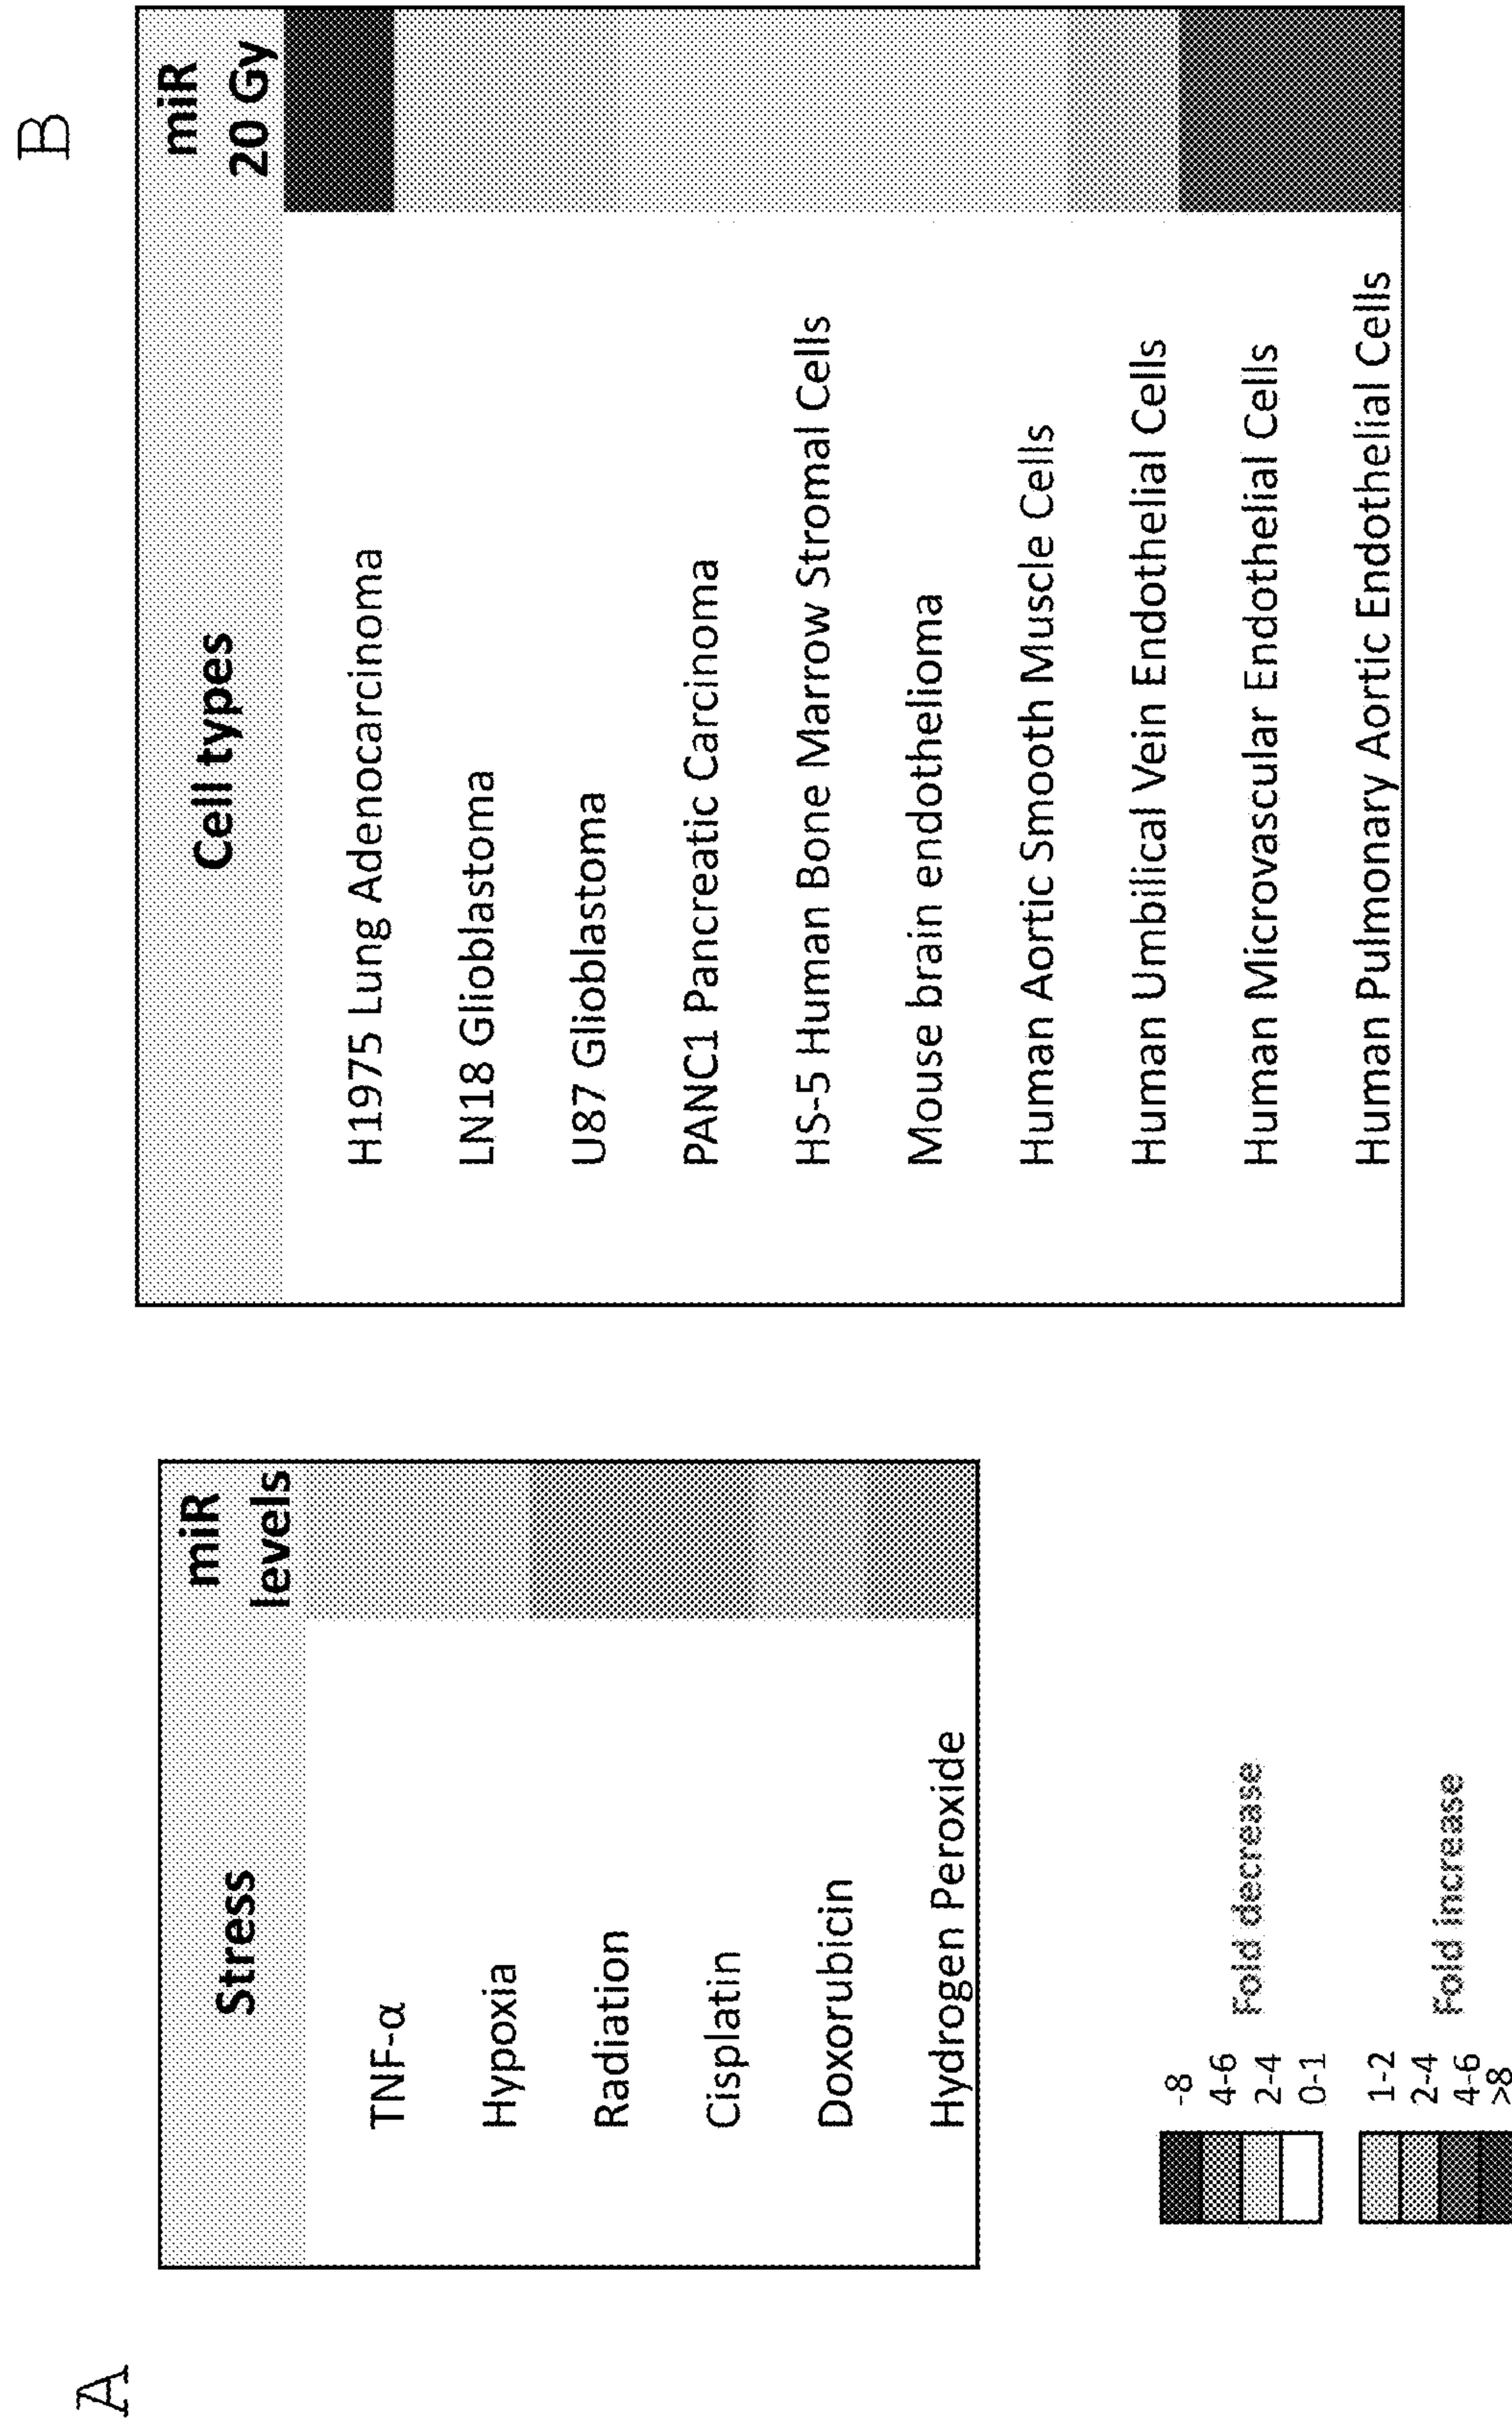 A
Stress
miR
levels
TNF-α
Hypoxia
Radiation
Cisplatin
Doxorubicin
Hydrogen Peroxide
-8
4-6
2-4
0-1
Fold decrease
1-2
2-4
4-6
>8
Fold increase
B
Cell types
miR
20 Gy
H1975 Lung Adenocarcinoma
LN18 Glioblastoma
U87 Glioblastoma
PANC1 Pancreatic Carcinoma
HS-5 Human Bone Marrow Stromal Cells
Mouse brain endothelioma
Human Aortic Smooth Muscle Cells
Human Umbilical Vein Endothelial Cells
Human Microvascular Endothelial Cells
Human Pulmonary Aortic Endothelial Cells